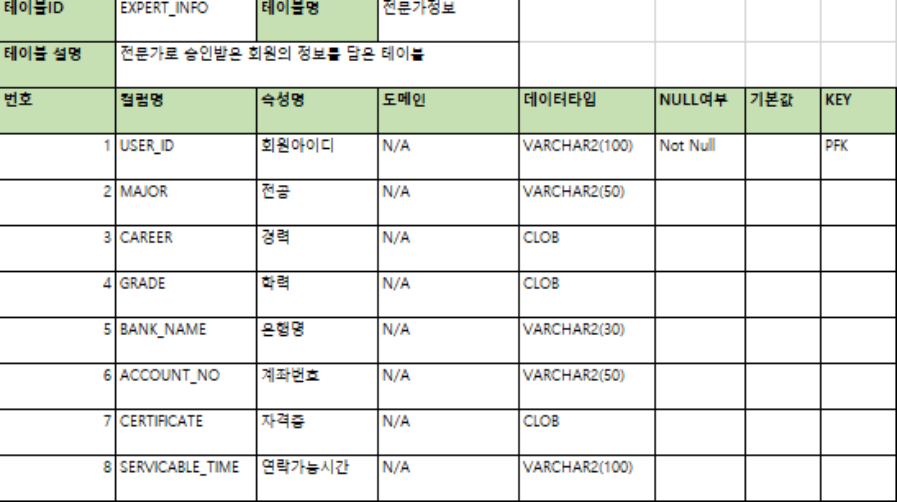 테이블ID EXPERT_INFO 테이블명 전문가정보
테이블 설명 전문가로 승인받은 회원의 정보를 담은 테이블
번호 컬럼명 속성명 도메인 데이터타입 NULL여부 기본값 KEY
1 USER_ID 회원아이디 N/A VARCHAR2(100) Not Null PFK
2 MAJOR 전공 N/A VARCHAR2(50)
3 CAREER 경력 N/A CLOB
4 GRADE 학력 N/A CLOB
5 BANK_NAME 은행명 N/A VARCHAR2(30)
6 ACCOUNT_NO 계좌번호 N/A VARCHAR2(50)
7 CERTIFICATE 자격증 N/A CLOB
8 SERVICABLE_TIME 연락가능시간 N/A VARCHAR2(100)